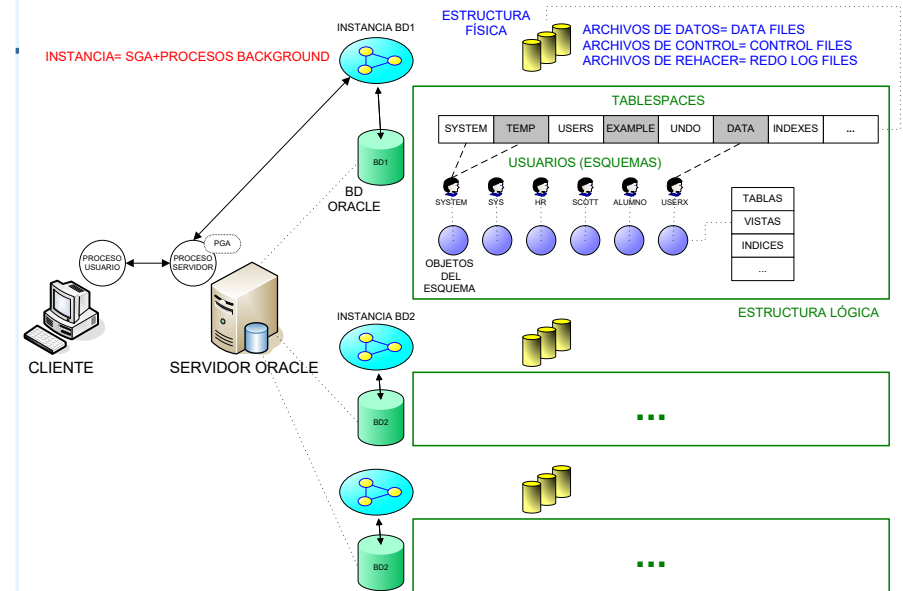 INSTANCIA BD1
ESTRUCTURA
FÍSICA
ARCHIVOS DE DATOS= DATA FILES
ARCHIVOS DE CONTROL= CONTROL FILES
ARCHIVOS DE REHACER= REDO LOG FILES
INSTANCIA= SGA+PROCESOS BACKGROUND
TABLESPACES
SYSTEM TEMP USERS EXAMPLE UNDO DATA INDEXES ...
BD1
BD
ORACLE
USUARIOS (ESQUEMAS)
SYSTEM SYS HR SCOTT ALUMNO USERX
TABLAS
VISTAS
INDICES
...
OBJETOS
DEL
ESQUEMA
PGA
PROCESO
USUARIO
PROCESO
SERVIDOR
ESTRUCTURA LÓGICA
INSTANCIA BD2
CLIENTE
SERVIDOR ORACLE
BD2
...
BD2
...